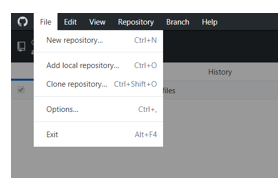 File Edit View Repository Branch Help
New repository... Ctrl+N
Add local repository... Ctrl+O
Clone repository... Ctrl+Shift+O
History
files
Options... Ctrl+,
Exit Alt+F4